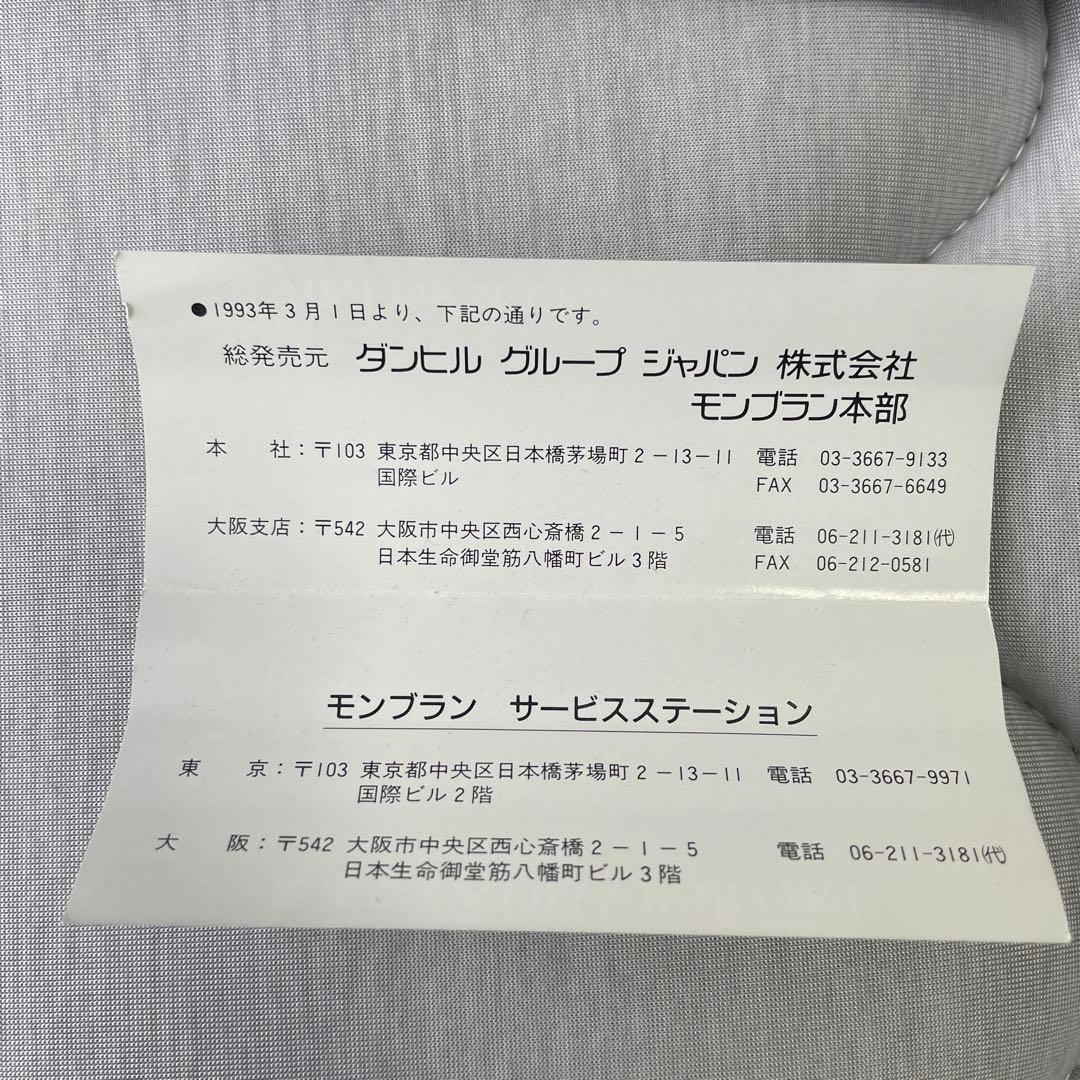 ●1993年3月1日より、下記の通りです。
総発売元 ダンヒル グループ ジャパン 株式会社
モンブラン本部
本 社：〒103 東京都中央区日本橋茅場町2－13－11 電話 03-3667-9133
国際ビル FAX 03-3667-6649
大阪支店：〒542 大阪市中央区西心斎橋2－1－5 電話 06-211-3181㈹
日本生命御堂筋八幡町ビル3階 FAX 06-212-0581
モンブラン サービスステーション
東 京：〒103 東京都中央区日本橋茅場町2－13－11 電話 03-3667-9971
国際ビル2階
大 阪：〒542 大阪市中央区西心斎橋2－1－5 電話 06-211-3181㈹
日本生命御堂筋八幡町ビル3階